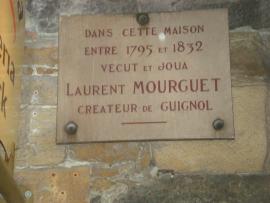 DANS CETTE MAISON
ENTRE 1795 ET 1832
VECUT ET JOUA
LAURENT MOURGUET
CREATEUR DE GUIGNOL